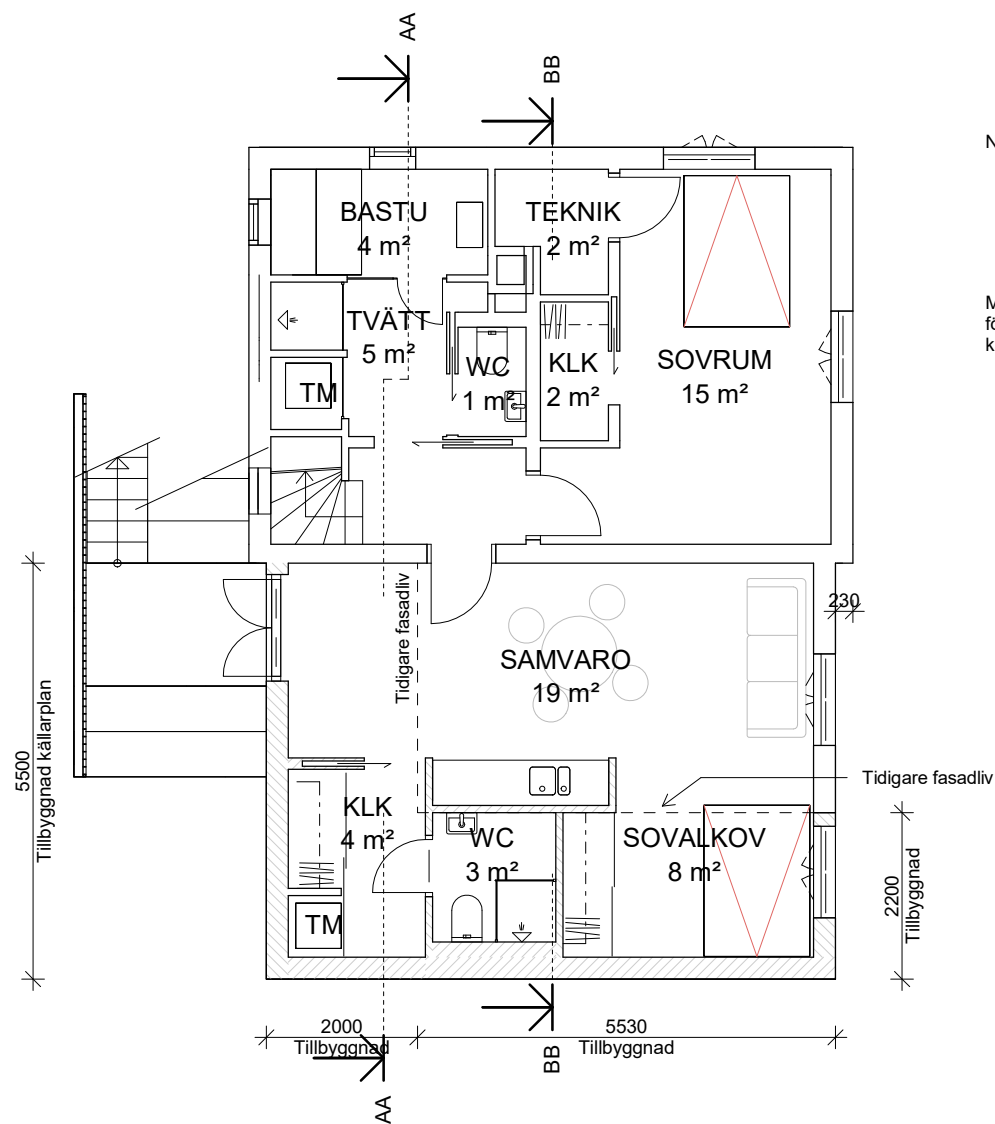 AA
BB
N
BASTU
4 m²
TEKNIK
2 m²
TVÄTT
5 m²
WC
1 m²
KLK
2 m²
SOVRUM
15 m²
TM
M
fö
k
230
Tidigare fasadliv
SAMVARO
19 m²
5500
Tillbyggnad källarplan
Tidigare fasadliv
KLK
4 m²
WC
3 m²
SOVALKOV
8 m²
TM
2200
Tillbyggnad
2000
Tillbyggnad
5530
Tillbyggnad
BB
AA